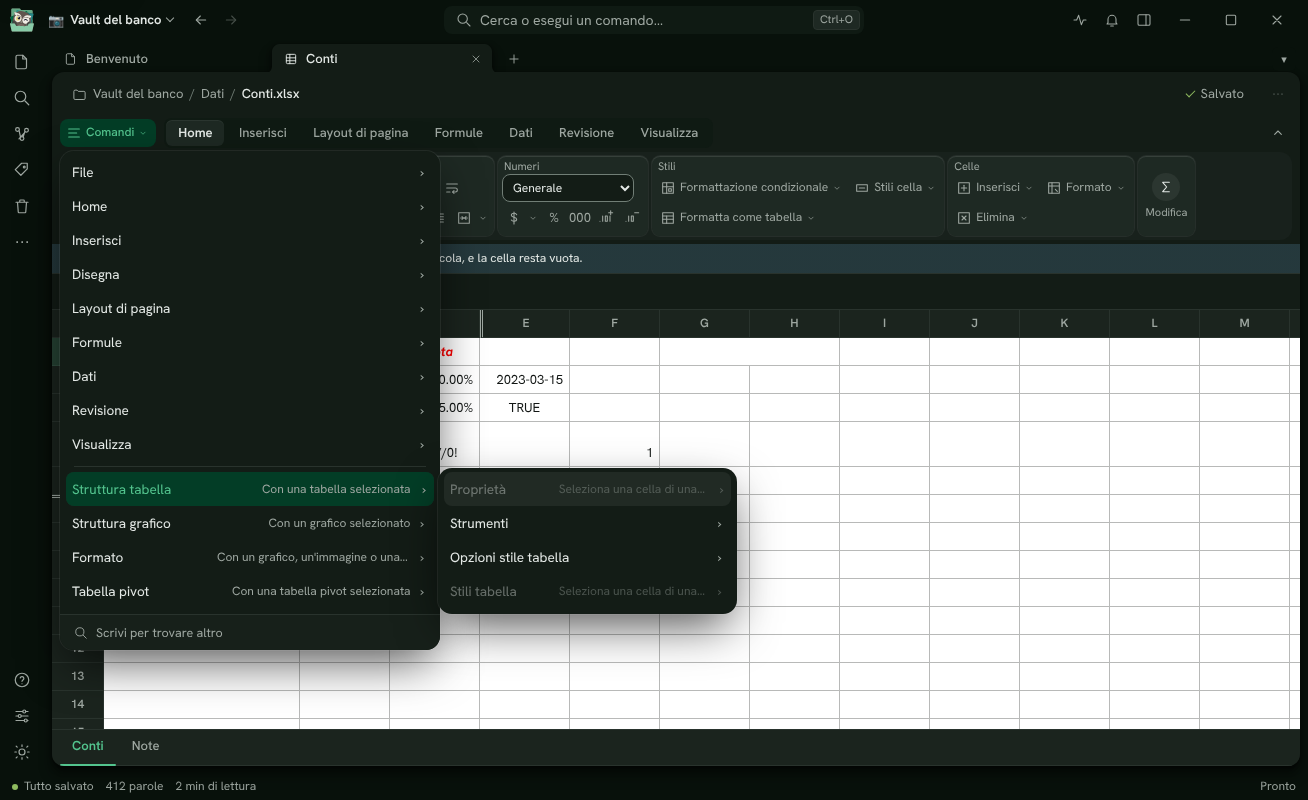 Vault del banco
Cerca o esegui un comando...
Ctrl+O
Benvenuto
Conti
Vault del banco / Dati / Conti.xlsx
Salvato
Comandi
Home
Inserisci
Layout di pagina
Formule
Dati
Revisione
Visualizza
Numeri
Generale
$ % 000
Stili
Formattazione condizionale
Stili cella
Formatta come tabella
Celle
Inserisci
Formato
Elimina
Σ
Modifica
cola, e la cella resta vuota.
File
Home
Inserisci
Disegna
Layout di pagina
Formule
Dati
Revisione
Visualizza
Struttura tabella Con una tabella selezionata
Struttura grafico Con un grafico selezionato
Formato Con un grafico, un'immagine o una...
Tabella pivot Con una tabella pivot selezionata
Scrivi per trovare altro
Proprietà Seleziona una cella di una...
Strumenti
Opzioni stile tabella
Stili tabella Seleziona una cella di una...
E F G H I J K L M
ta
0.00% 2023-03-15
5.00% TRUE
/0! 1
13
14
Conti
Note
Tutto salvato 412 parole 2 min di lettura
Pronto